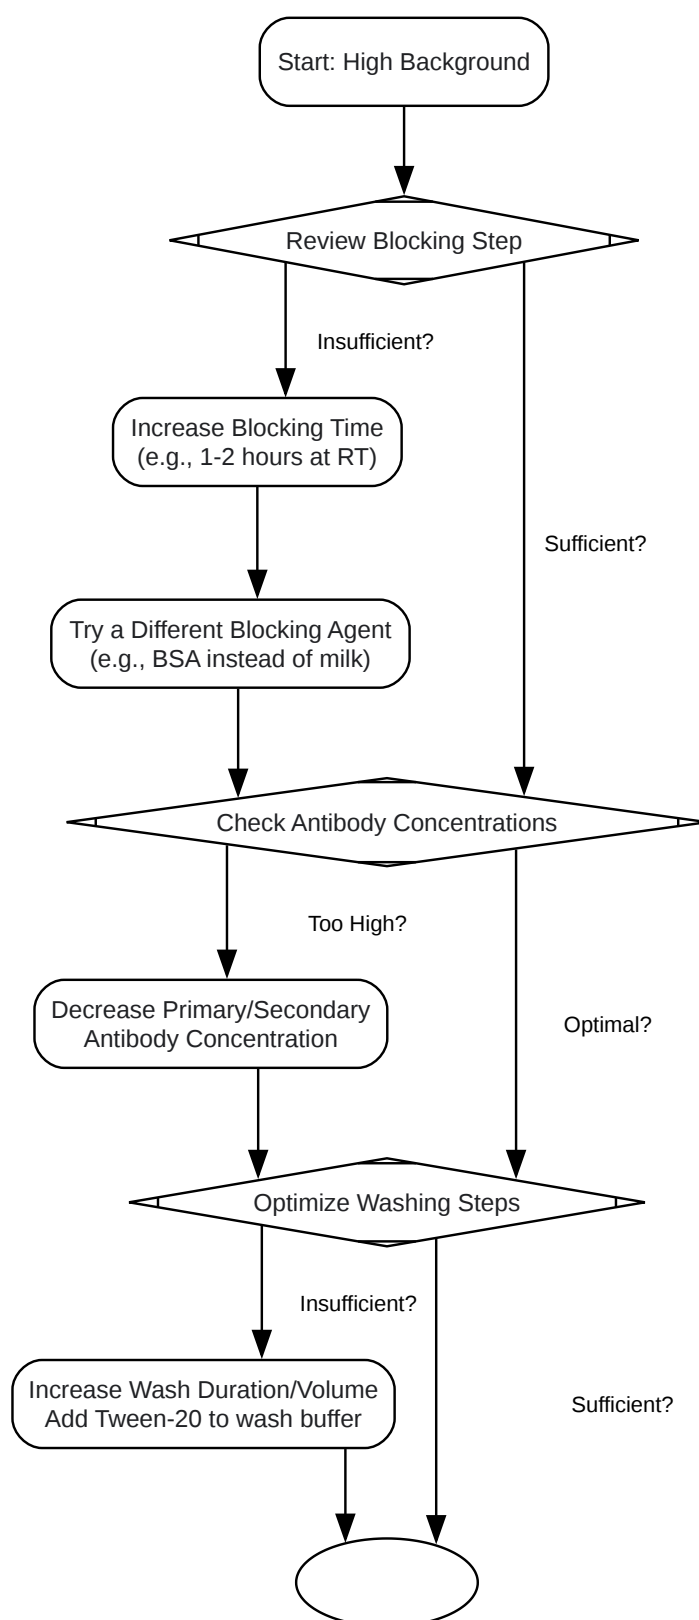 Start: High Background
Review Blocking Step
Insufficient?
Increase Blocking Time
(e.g., 1-2 hours at RT)
Sufficient?
Try a Different Blocking Agent
(e.g., BSA instead of milk)
Check Antibody Concentrations
Too High?
Decrease Primary/Secondary
Antibody Concentration
Optimal?
Optimize Washing Steps
Insufficient?
Increase Wash Duration/Volume
Add Tween-20 to wash buffer
Sufficient?